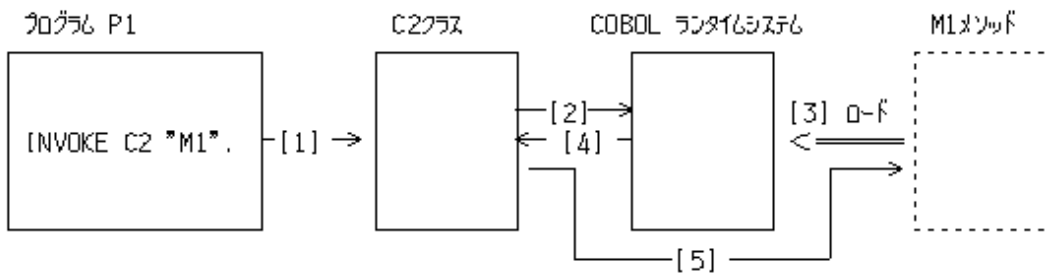 プログラム P1
C2クラス
COBOL ランタイムシステム
M1メソッド
INVOKE C2 "M1".
[1]
[2]
[3] ロード
[4]
[5]